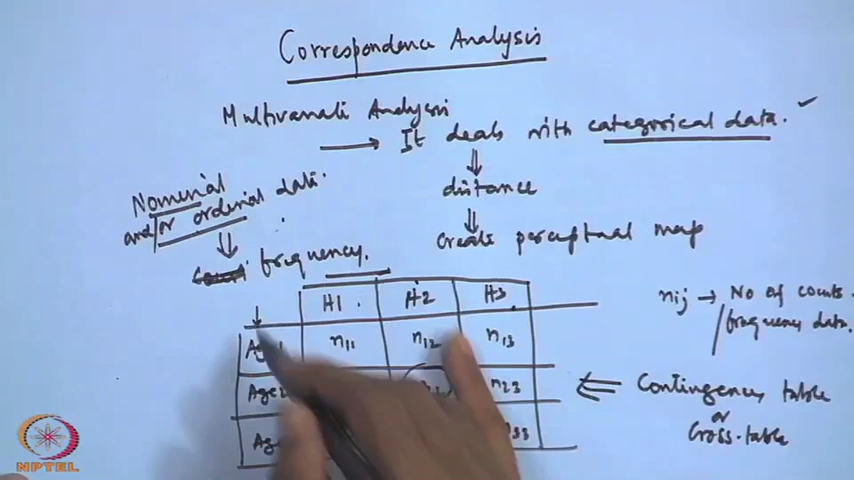 Correspondence Analysis
Multivariate Analysis
→ It deals with categorical data. ✓
Nominal
and/or ordinal data
distance
create perceptual map
frequency.
H1 H2 H3
n11 n12 n13
Age2 n23
n33
nij → No of counts
frequency data.
Contingency table
or
Cross-table
NPTEL